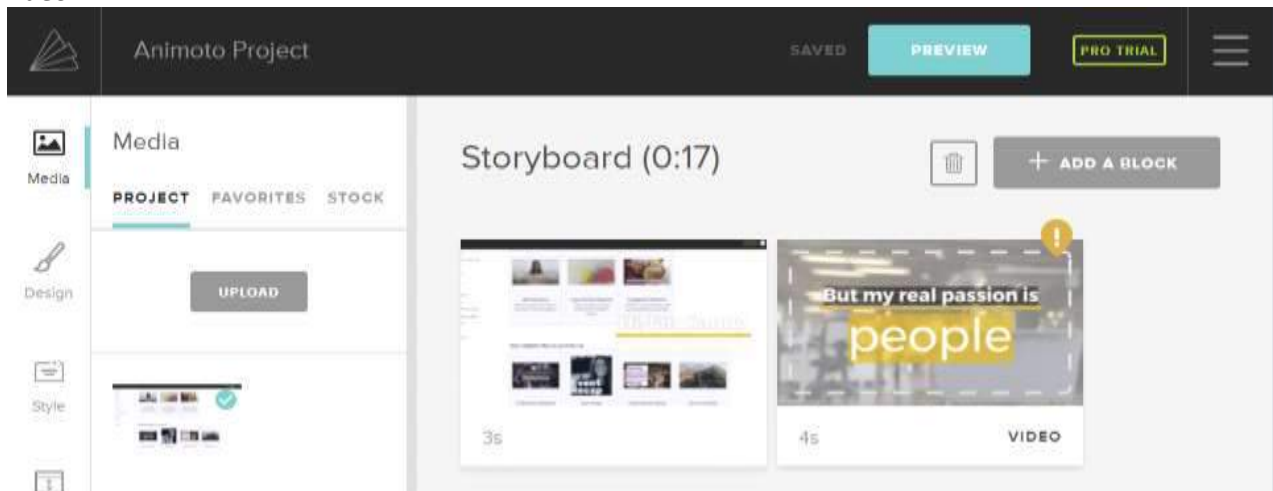 Animoto Project
SAVED
PREVIEW
PRO TRIAL
Media
Design
Style
Media
PROJECT FAVORITES STOCK
UPLOAD
Storyboard (0:17)
+ ADD A BLOCK
3s
But my real passion is
people
4s VIDEO